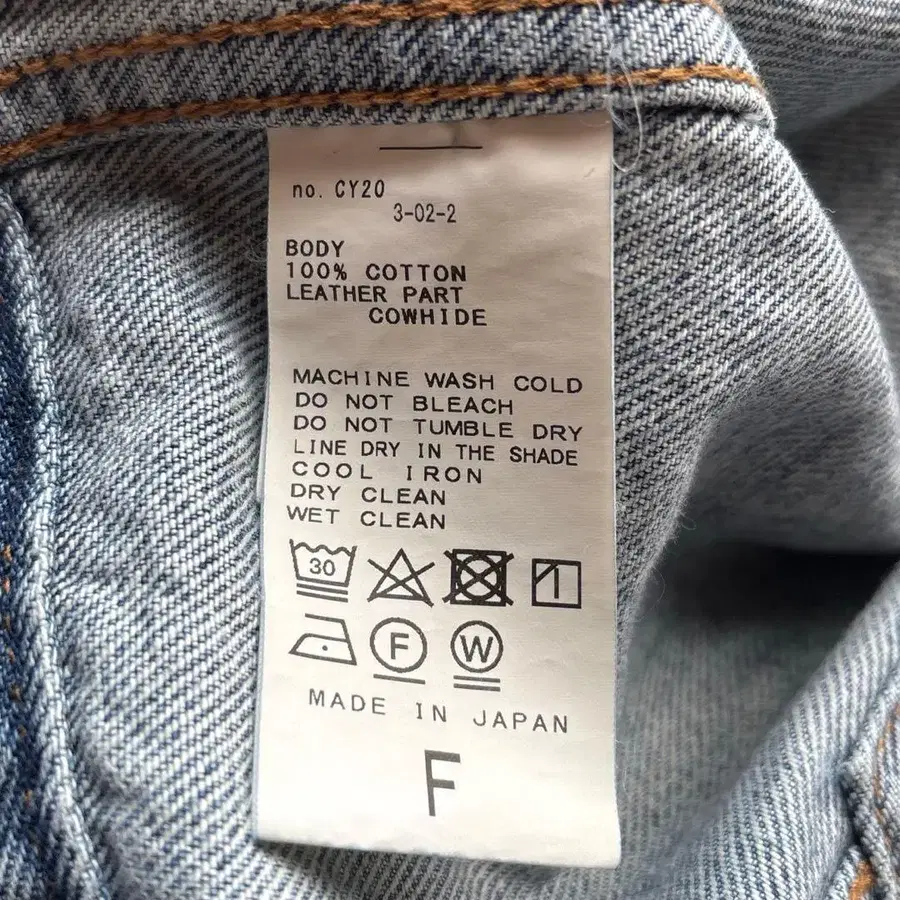 no. CY20
3-02-2
BODY
100% COTTON
LEATHER PART
COWHIDE
MACHINE WASH COLD
DO NOT BLEACH
DO NOT TUMBLE DRY
LINE DRY IN THE SHADE
COOL IRON
DRY CLEAN
WET CLEAN
30
F W
MADE IN JAPAN
F